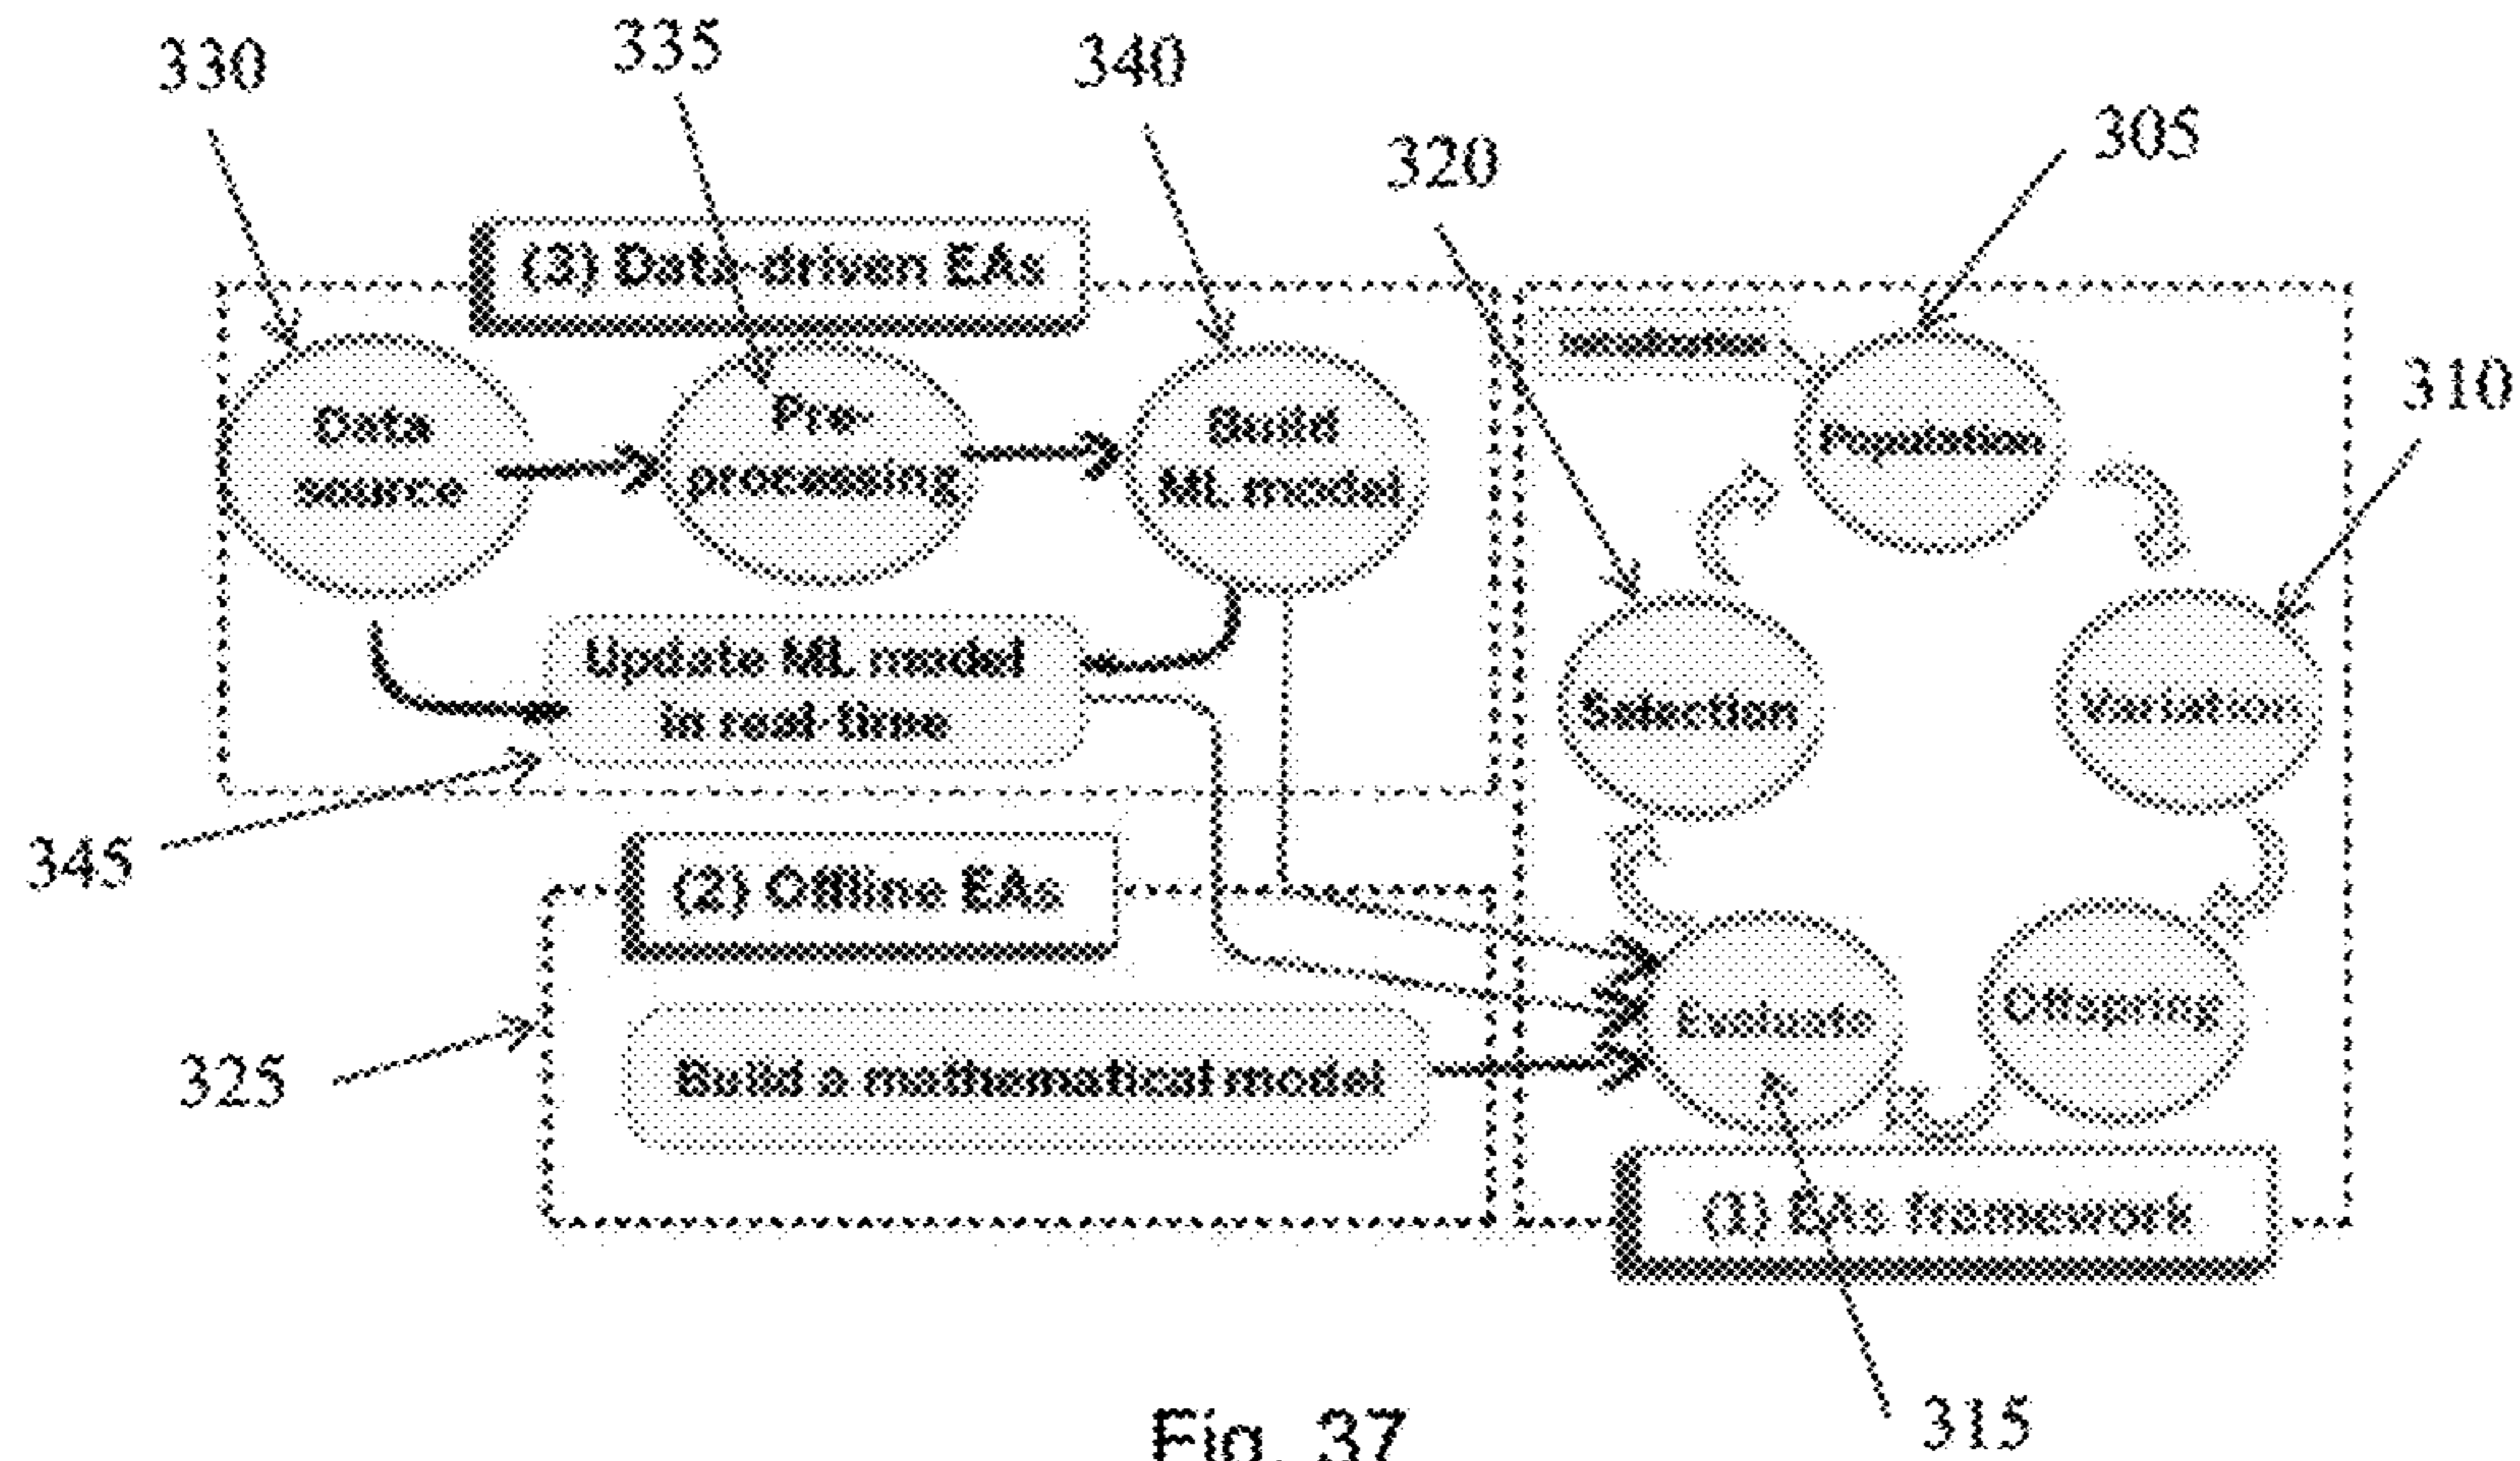 330
335
340
320
305
310
(3) Data-driven EAs
Data
source
Pre-
processing
Build
ML model
Population
Update ML model
in real-time
Selection
Variation
345
(2) Offline EAs
325
Build a mathematical model
Evaluate
Offspring
(1) EAs framework
315
Fig. 37